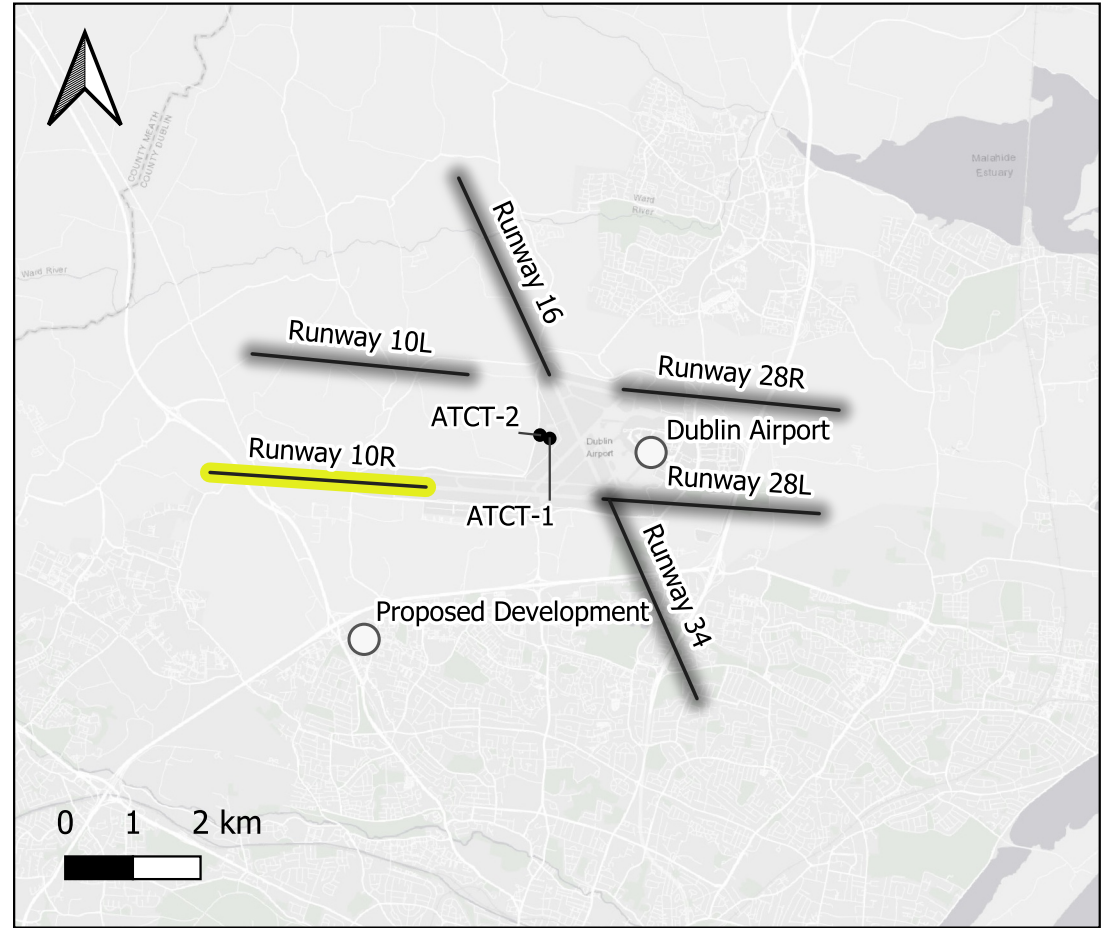 COUNTY MEATH
COUNTY DUBLIN
Malahide
Estuary
Ward
River
Runway 16
Ward River
Runway 10L
Runway 28R
ATCT-2
Dublin Airport
Dublin
Airport
Runway 10R
Runway 28L
ATCT-1
Runway 34
Proposed Development
0 1 2 km